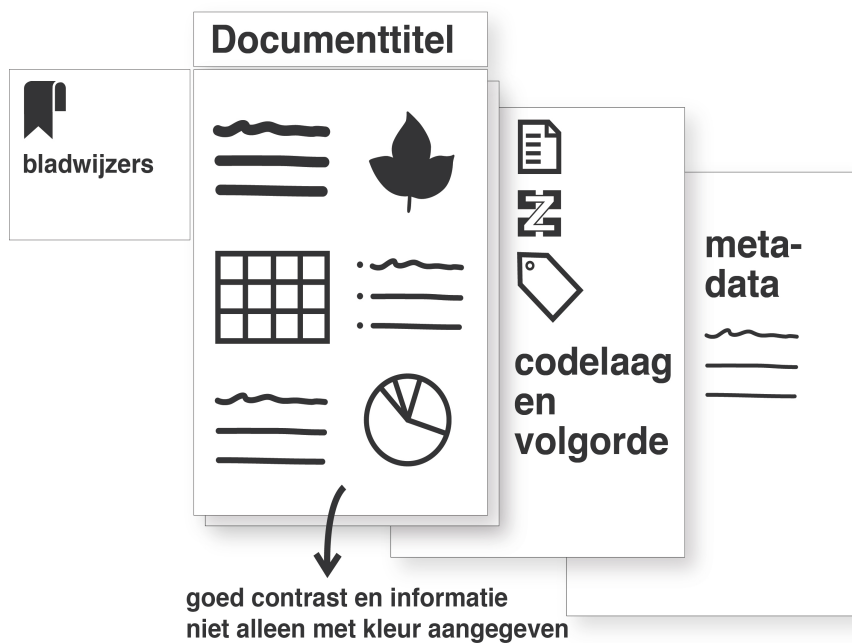 Documenttitel
bladwijzers
codelaag
en
volgorde
meta-
data
goed contrast en informatie
niet alleen met kleur aangegeven